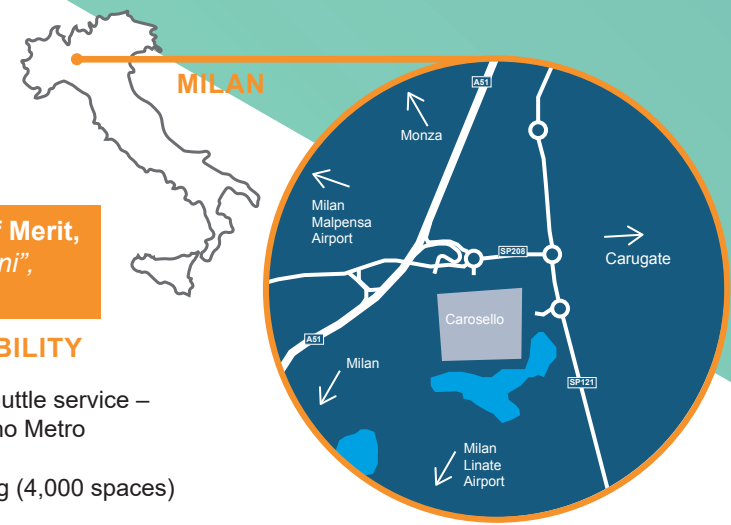 MILAN
Merit,
BILITY
uttle service –
no Metro
g (4,000 spaces)
A51
Monza
Milan
Malpensa
Airport
SP208
Carugate
Carosello
A51
Milan
SP121
Milan
Linate
Airport